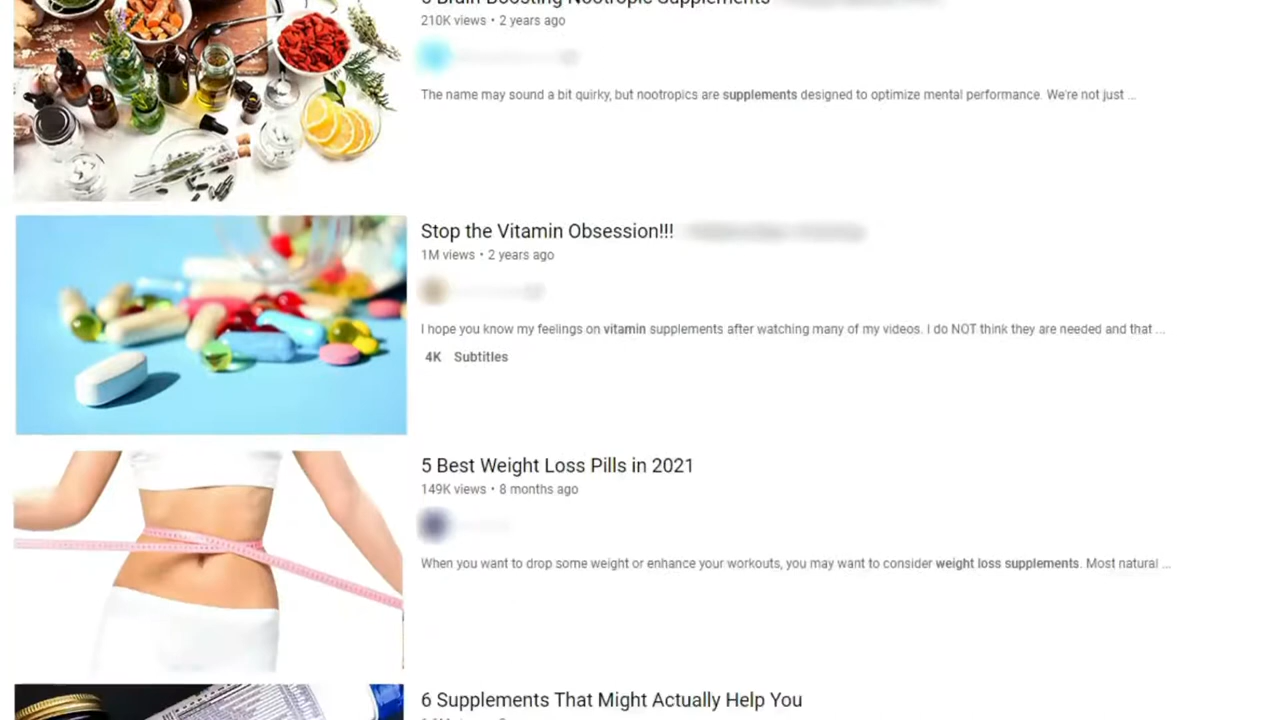 Brain Boosting Nootropic Supplements
210K views • 2 years ago
The name may sound a bit quirky, but nootropics are supplements designed to optimize mental performance. We're not just ...
Stop the Vitamin Obsession!!!
1M views • 2 years ago
I hope you know my feelings on vitamin supplements after watching many of my videos. I do NOT think they are needed and that ...
4K Subtitles
5 Best Weight Loss Pills in 2021
149K views • 8 months ago
When you want to drop some weight or enhance your workouts, you may want to consider weight loss supplements. Most natural ...
6 Supplements That Might Actually Help You